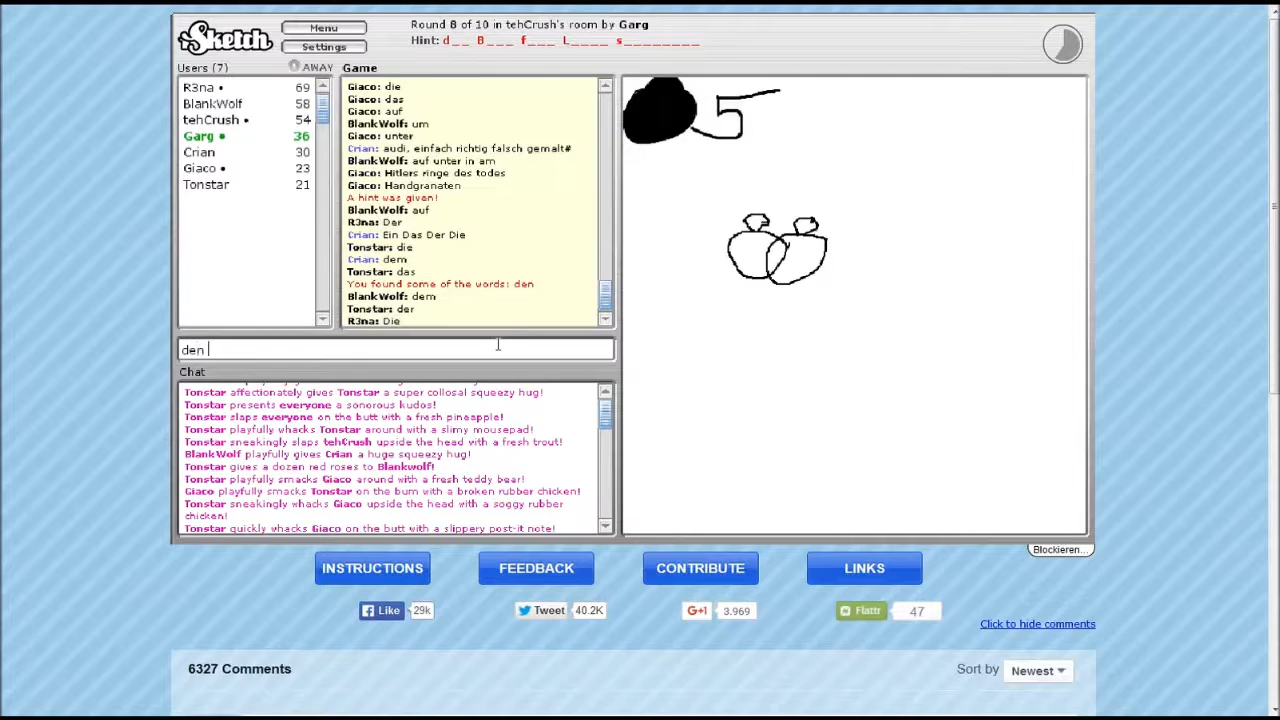 iSketch
Menu
Settings
Round 8 of 10 in tehCrush's room by Garg
Hint: d__ B___ f___ L____ s_________
Users (7)
AWAY
Game
R3na • 69
BlankWolf 58
tehCrush • 54
Garg • 36
Crian 30
Giaco • 23
Tonstar 21
Giaco: die
Giaco: das
Giaco: auf
BlankWolf: um
Giaco: unter
Crian: audi, einfach richtig falsch gemalt#
BlankWolf: auf unter in am
Giaco: Hitlers ringe des todes
Giaco: Handgranaten
A hint was given!
BlankWolf: auf
R3na: Der
Crian: Ein Das Der Die
Tonstar: die
Crian: dem
Tonstar: das
You found some of the words: den
BlankWolf: dem
Tonstar: der
R3na: Die
5
den
Chat
Tonstar affectionately gives Tonstar a super collosal squeezy hug!
Tonstar presents everyone a sonorous kudos!
Tonstar slaps everyone on the butt with a fresh pineapple!
Tonstar playfully whacks Tonstar around with a slimy mousepad!
Tonstar sneakingly slaps tehCrush upside the head with a fresh trout!
BlankWolf playfully gives Crian a huge squeezy hug!
Tonstar gives a dozen red roses to Blankwolf!
Tonstar playfully smacks Giaco around with a fresh teddy bear!
Giaco playfully smacks Tonstar on the bum with a broken rubber chicken!
Tonstar sneakingly whacks Giaco upside the head with a soggy rubber
chicken!
Tonstar quickly whacks Giaco on the butt with a slippery post-it note!
Blockieren...
INSTRUCTIONS
FEEDBACK
CONTRIBUTE
LINKS
Like 29k
Tweet 40.2K
G+1 3.969
Flattr 47
Click to hide comments
6327 Comments
Sort by Newest